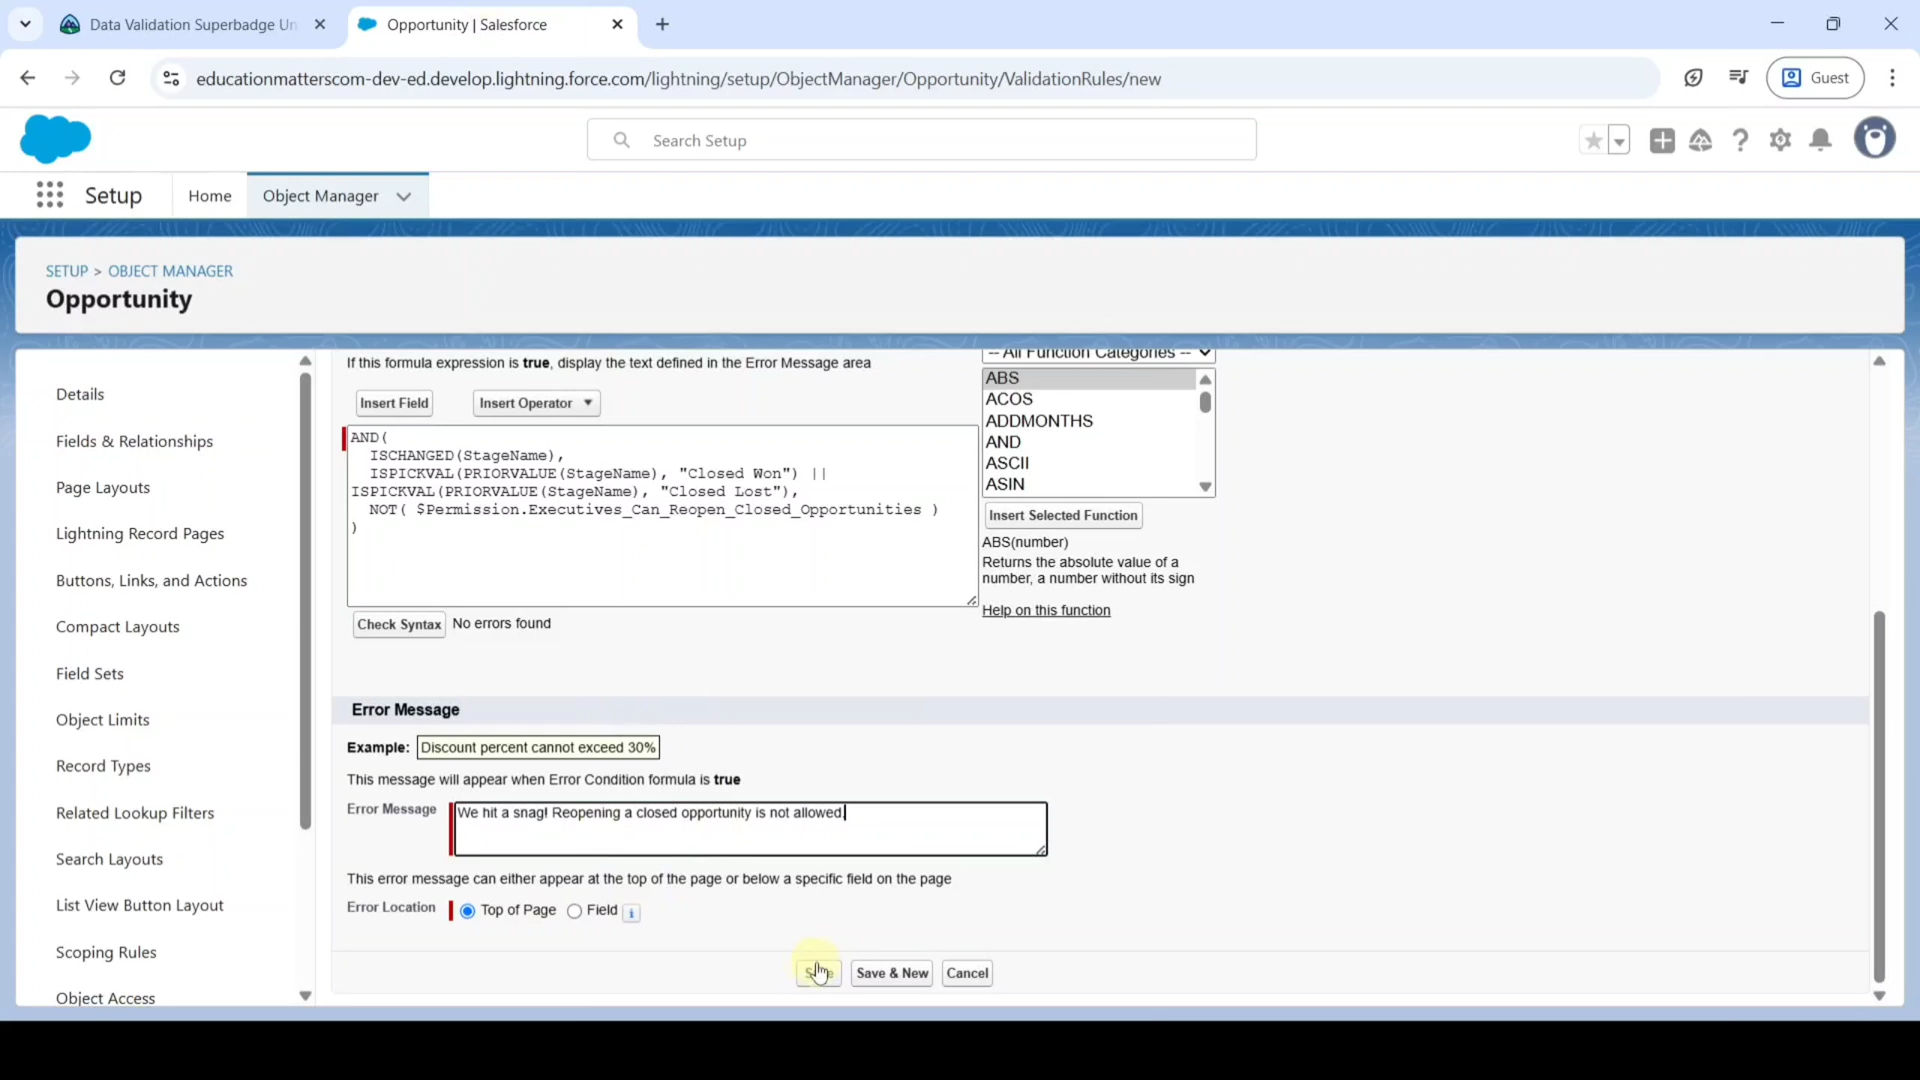 Data Validation Superbadge Un
Opportunity | Salesforce
educationmatterscom-dev-ed.develop.lightning.force.com/lightning/setup/ObjectManager/Opportunity/ValidationRules/new
Guest
Search Setup
Setup
Home
Object Manager
SETUP > OBJECT MANAGER
Opportunity
Details
Fields & Relationships
Page Layouts
Lightning Record Pages
Buttons, Links, and Actions
Compact Layouts
Field Sets
Object Limits
Record Types
Related Lookup Filters
Search Layouts
List View Button Layout
Scoping Rules
Object Access
If this formula expression is true, display the text defined in the Error Message area
Insert Field
Insert Operator
AND(
ISCHANGED(StageName),
ISPICKVAL(PRIORVALUE(StageName), "Closed Won") ||
ISPICKVAL(PRIORVALUE(StageName), "Closed Lost"),
NOT( $Permission.Executives_Can_Reopen_Closed_Opportunities )
)
Check Syntax
No errors found
-- All Function Categories --
ABS
ACOS
ADDMONTHS
AND
ASCII
ASIN
Insert Selected Function
ABS(number)
Returns the absolute value of a
number, a number without its sign
Help on this function
Error Message
Example: Discount percent cannot exceed 30%
This message will appear when Error Condition formula is true
Error Message
We hit a snag! Reopening a closed opportunity is not allowed.
This error message can either appear at the top of the page or below a specific field on the page
Error Location
Top of Page
Field
i
Save
Save & New
Cancel